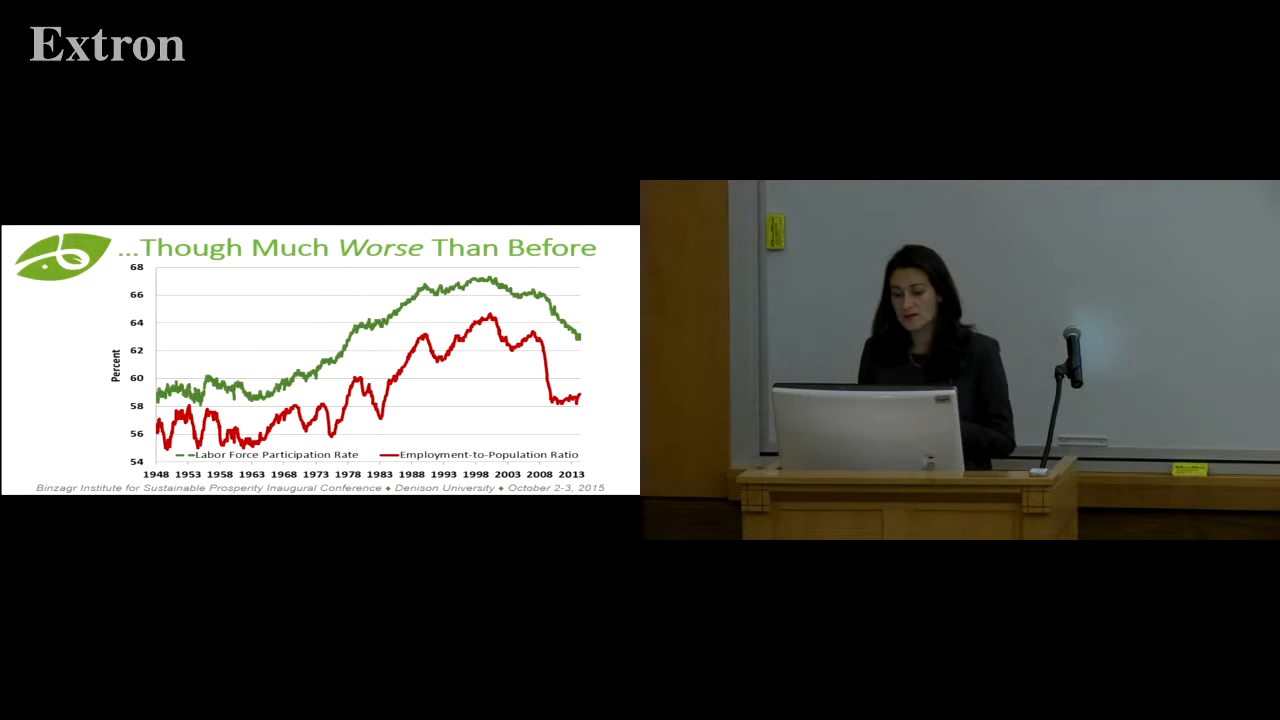 Extron
...Though Much Worse Than Before
68
66
64
62
60
58
56
54
Percent
Labor Force Participation Rate
Employment-to-Population Ratio
1948 1953 1958 1963 1968 1973 1978 1983 1988 1993 1998 2003 2008 2013
Binzagr Institute for Sustainable Prosperity Inaugural Conference ♦ Denison University ♦ October 2-3, 2015